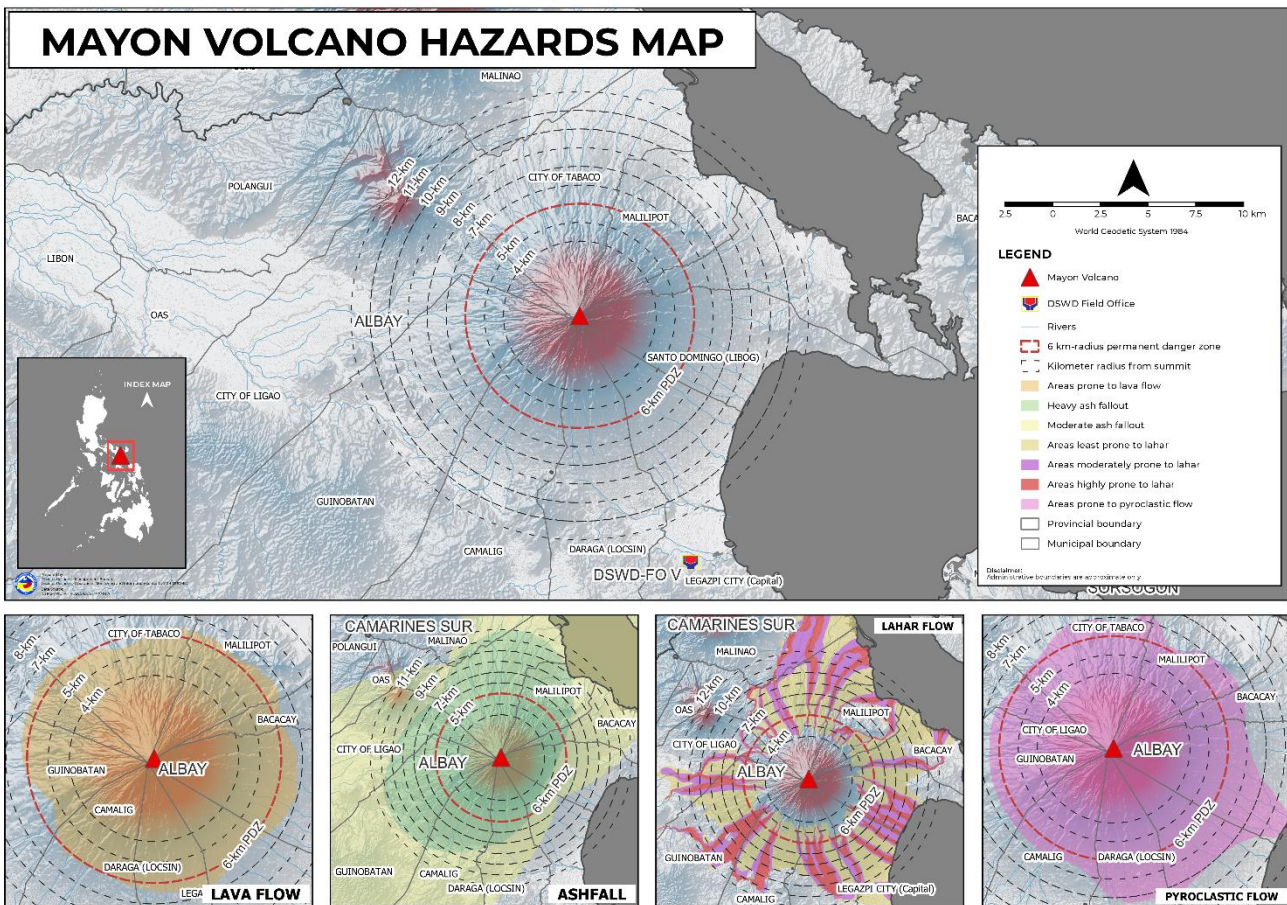 MAYON VOLCANO HAZARDS MAP
MALINAO
POLANGUI
12-km
11-km
10-km
9-km
8-km
7-km
5-km
4-km
CITY OF TABACO
MALILIPOT
LIBON
OAS
ALBAY
SANTO DOMINGO (LIBOG)
6-km PDZ
CITY OF LIGAO
GUINOBATAN
CAMALIG
DARAGA (LOCSIN)
DSWD-FO V
LEGAZPI CITY (Capital)
SORSOGON
INDEX MAP
2.5 0 2.5 5 7.5 10 km
World Geodetic System 1984
LEGEND
Mayon Volcano
DSWD Field Office
Rivers
6 km-radius permanent danger zone
Kilometer radius from summit
Areas prone to lava flow
Heavy ash fallout
Moderate ash fallout
Areas least prone to lahar
Areas moderately prone to lahar
Areas highly prone to lahar
Areas prone to pyroclastic flow
Provincial boundary
Municipal boundary
Disclaimer:
Administrative boundaries are approximate only
8-km
7-km
5-km
4-km
CITY OF TABACO
MALILIPOT
BACACAY
GUINOBATAN
ALBAY
CAMALIG
DARAGA (LOCSIN)
6-km PDZ
LEGA
LAVA FLOW
CAMARINES SUR
POLANGUI
MALINAO
OAS
11-km
9-km
7-km
5-km
MALILIPOT
BACACAY
CITY OF LIGAO
ALBAY
6-km PDZ
GUINOBATAN
CAMALIG
DARAGA (LOCSIN)
ASHFALL
CAMARINES SUR
LAHAR FLOW
MALINAO
12-km
10-km
OAS
7-km
4-km
MALILIPOT
CITY OF LIGAO
BACACAY
ALBAY
6-km PDZ
GUINOBATAN
LEGAZPI CITY (Capital)
CAMALIG
8-km
7-km
5-km
4-km
CITY OF TABACO
MALILIPOT
BACACAY
CITY OF LIGAO
GUINOBATAN
ALBAY
6-km PDZ
CAMALIG
DARAGA (LOCSIN)
PYROCLASTIC FLOW